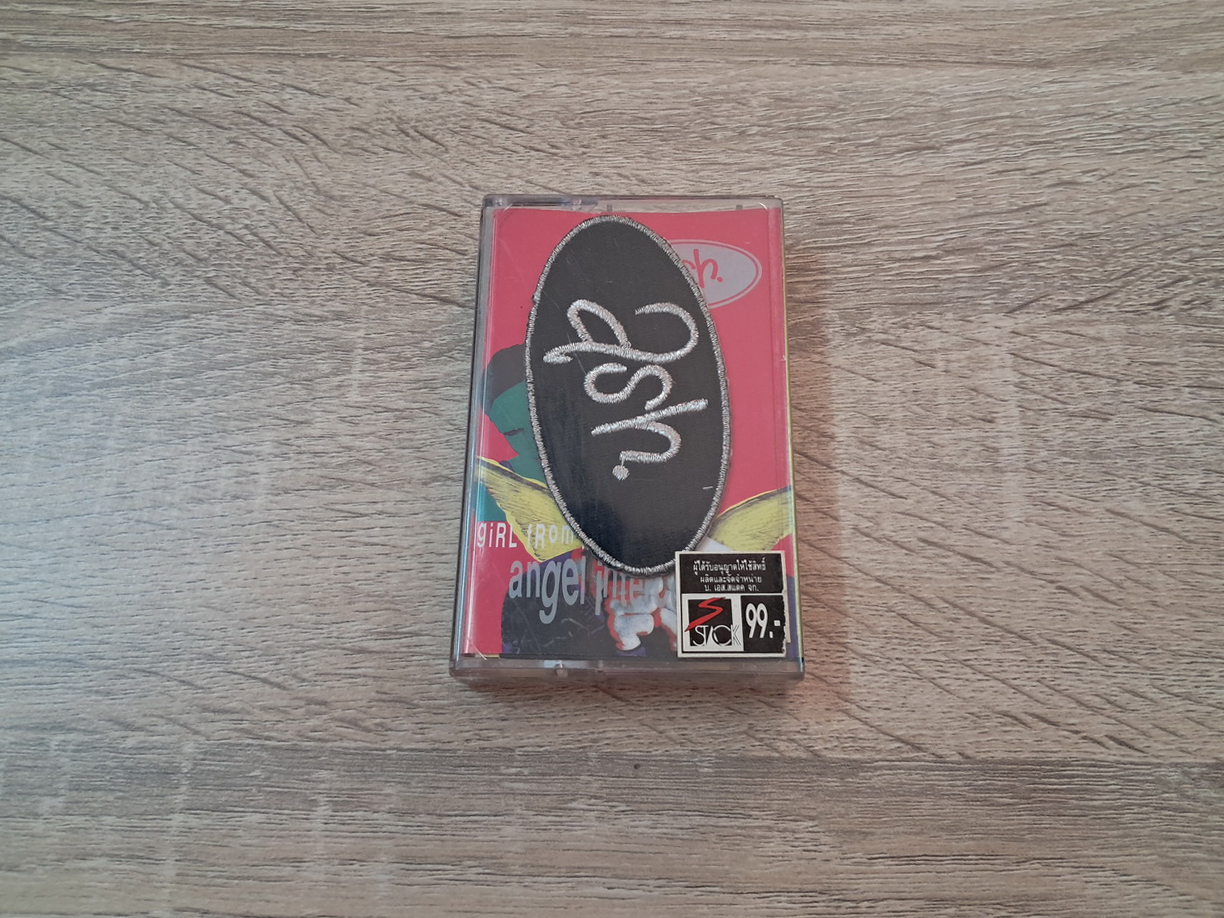 ash.
giRL fRom
angel
ผู้ได้รับอนุญาตให้ใช้สิทธิ์
ผลิตและจัดจำหน่าย
บ. เอส.สแตค จก.
S STACK
99.-